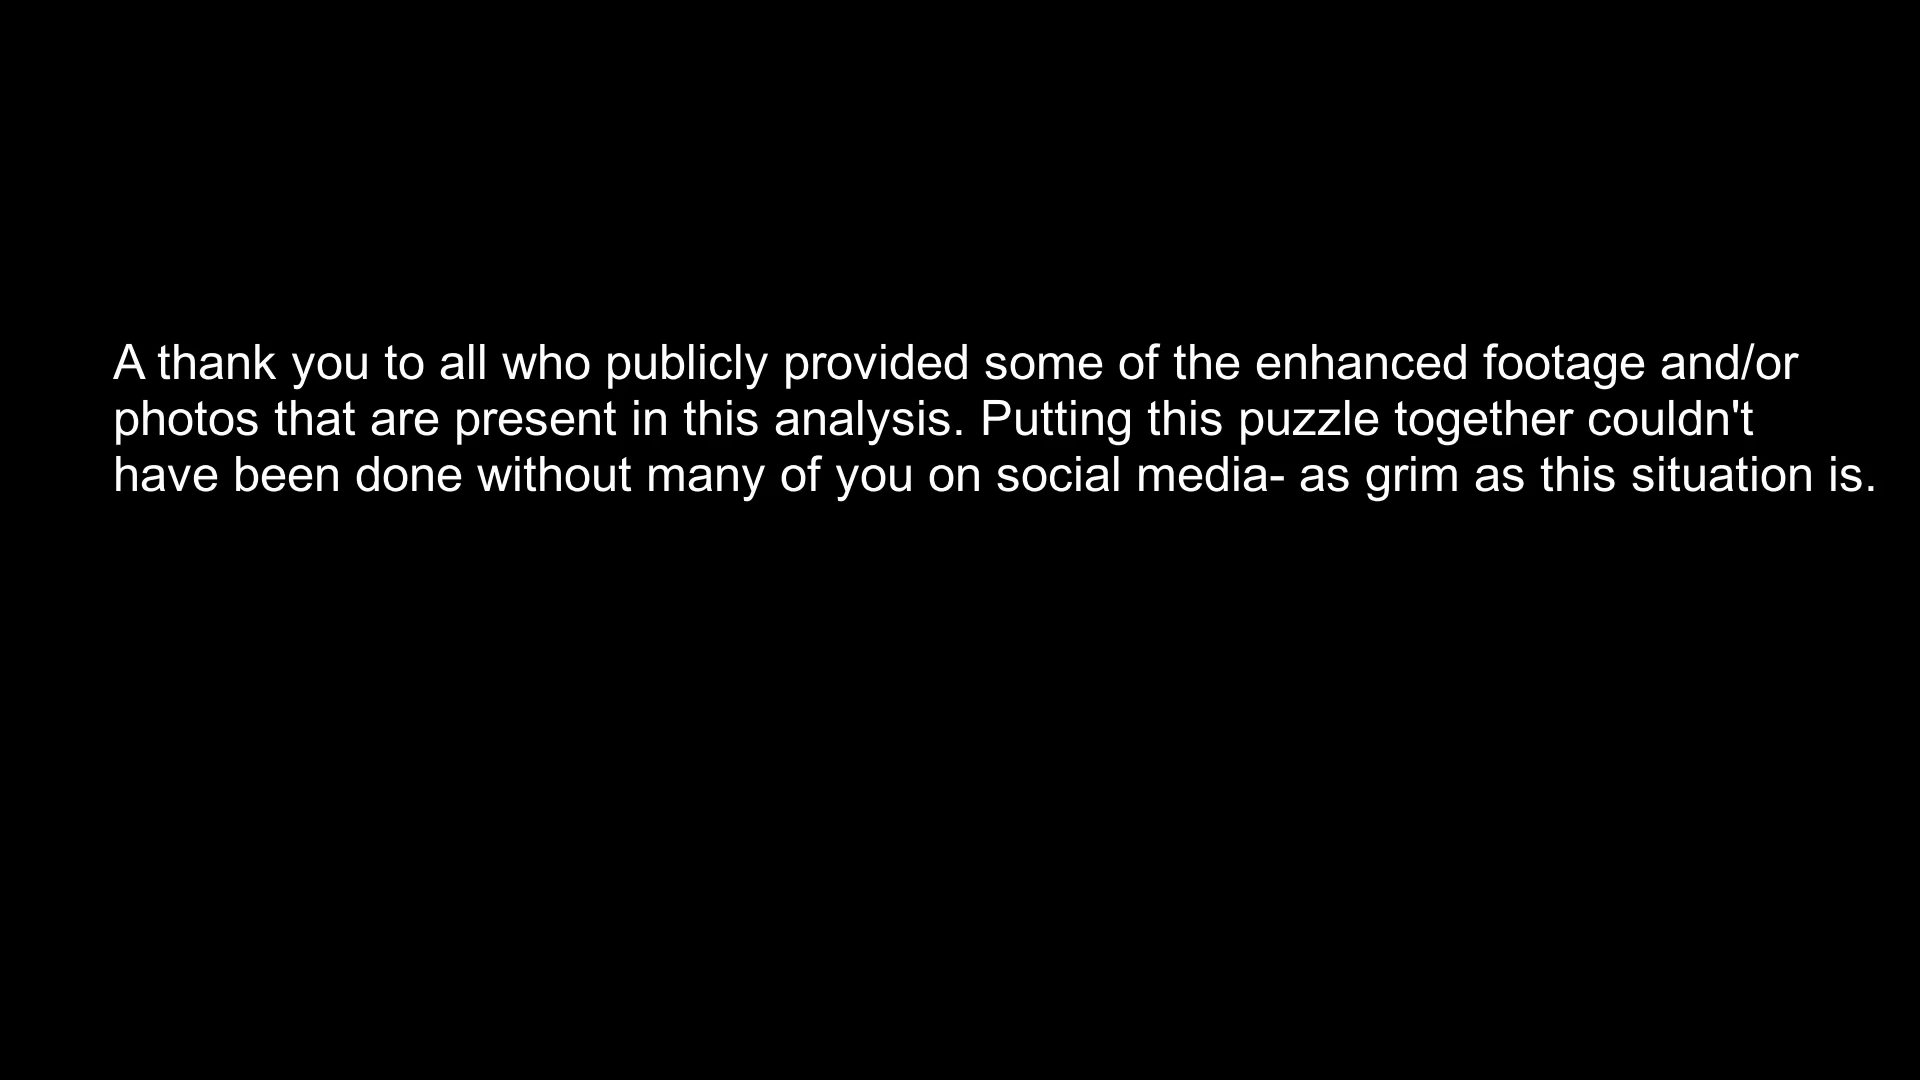 A thank you to all who publicly provided some of the enhanced footage and/or
photos that are present in this analysis. Putting this puzzle together couldn't
have been done without many of you on social media- as grim as this situation is.